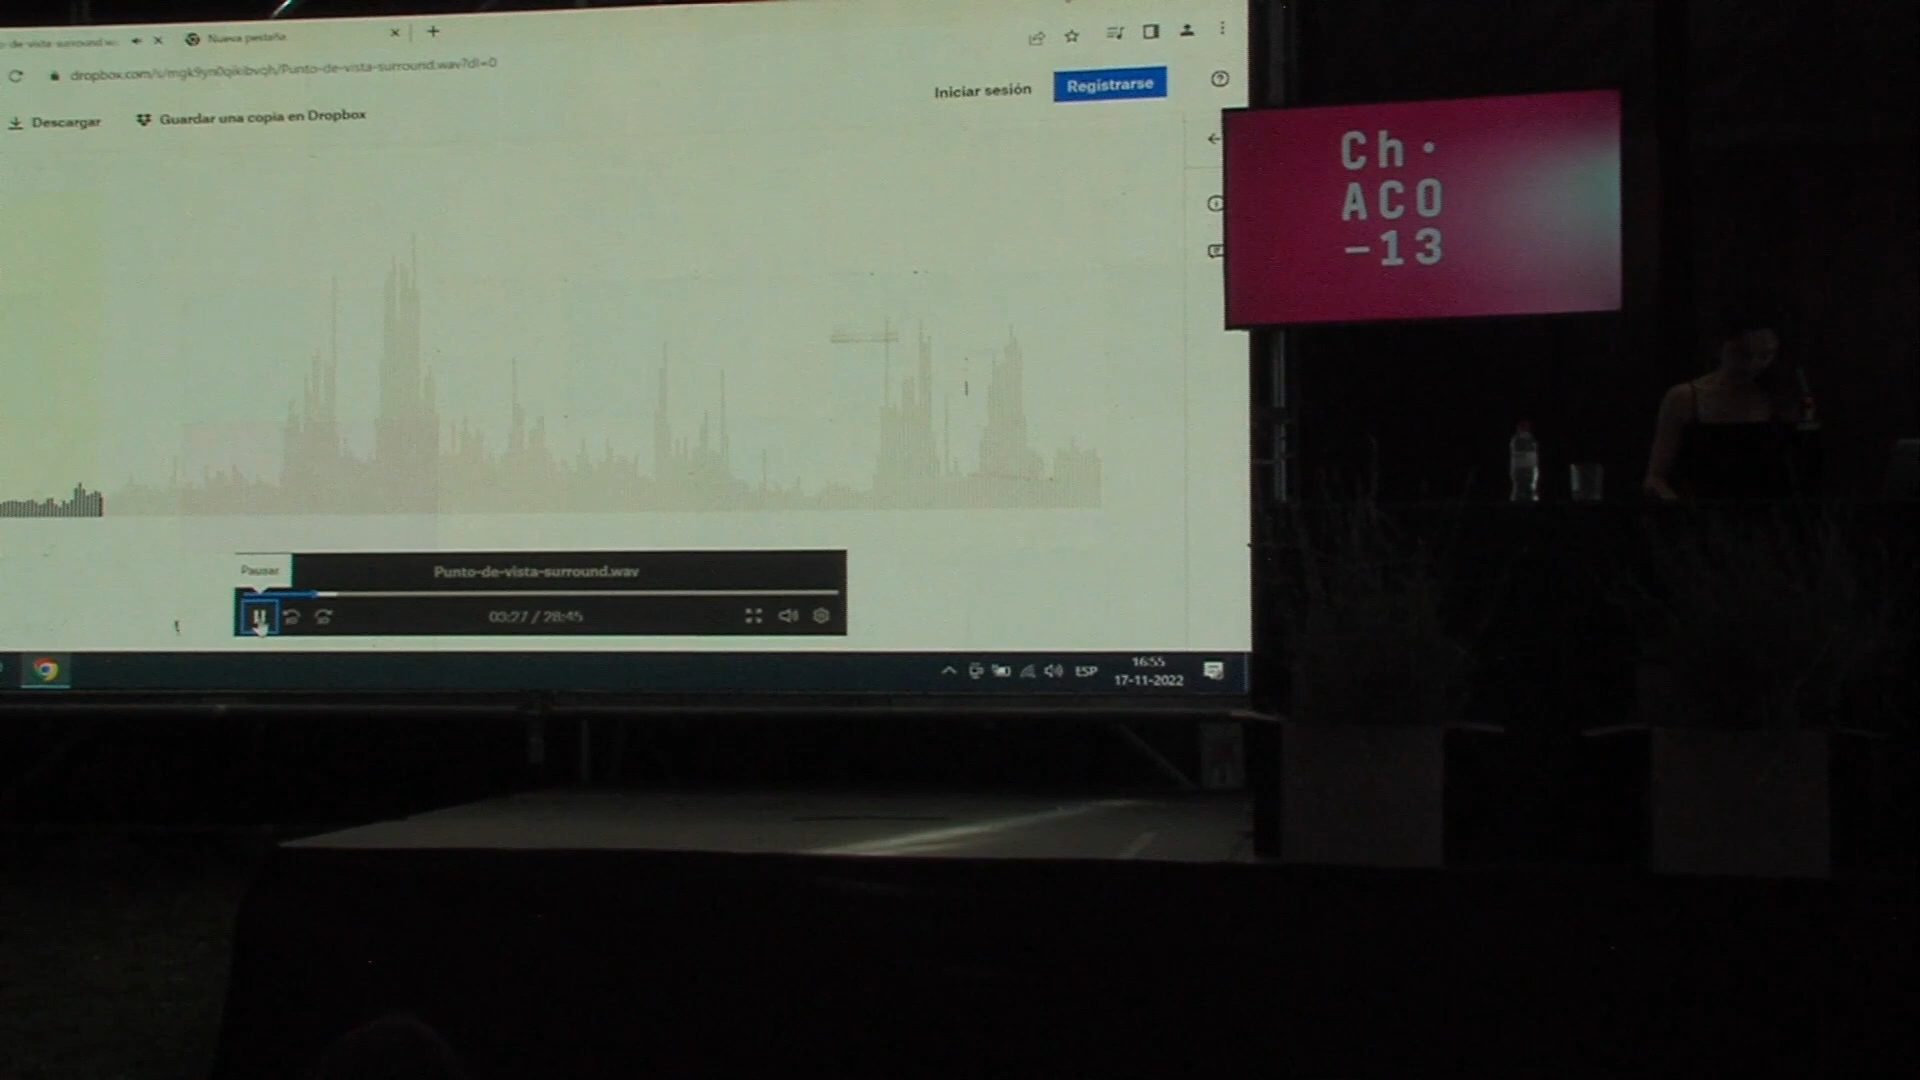 Nueva pestaña
dropbox.com/s/mgk9yn0qikibvqh/Punto-de-vista-surround.wav?dl=0
Iniciar sesión
Registrarse
Descargar
Guardar una copia en Dropbox
Ch·
ACO
-13
Pausar
Punto-de-vista-surround.wav
03:27 / 28:45
ESP
16:55
17-11-2022